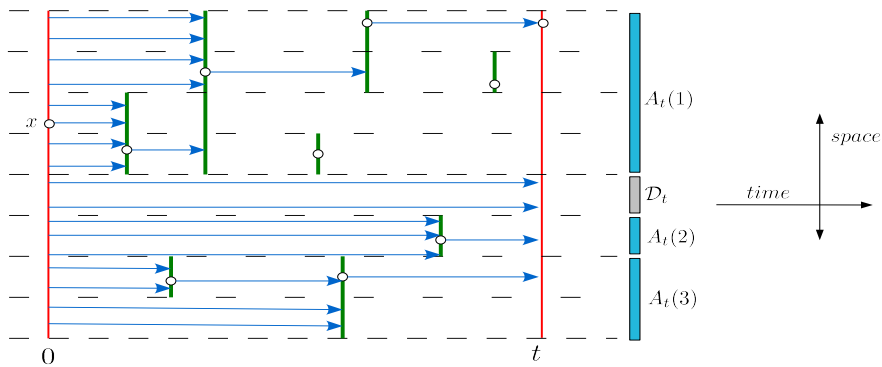 A_t(1)
x
space
time
𝒟_t
A_t(2)
A_t(3)
0
t